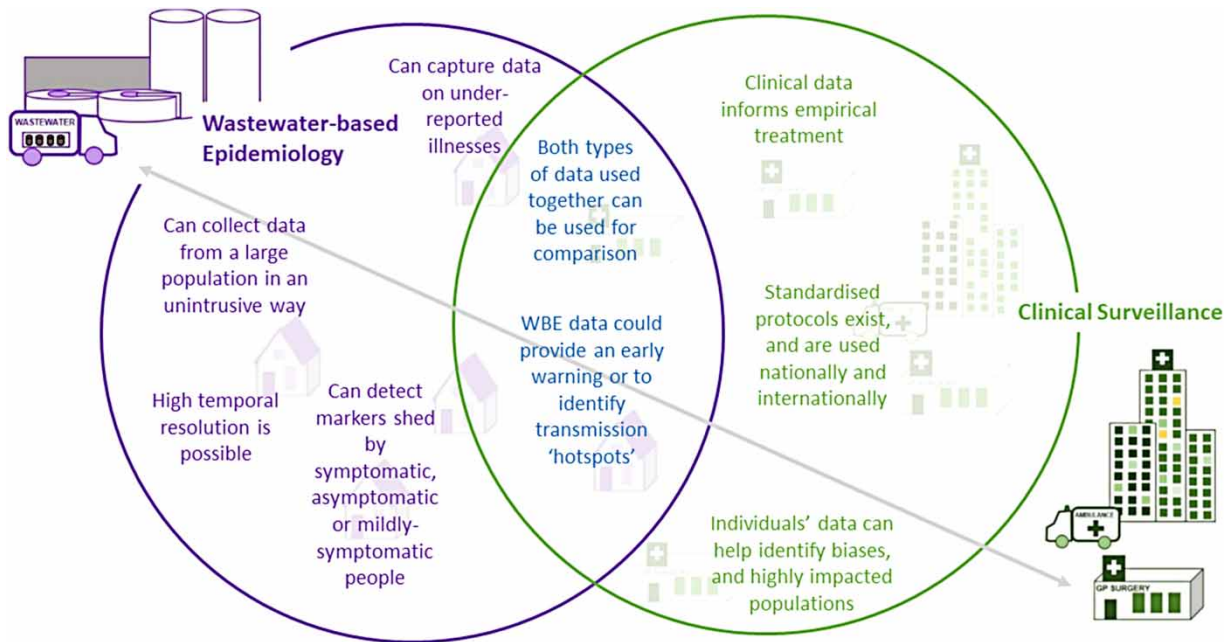 WASTEWATER
Wastewater-based
Epidemiology
Can capture data
on under-
reported
illnesses
Can collect data
from a large
population in an
unintrusive way
High temporal
resolution is
possible
Can detect
markers shed
by
symptomatic,
asymptomatic
or mildly-
symptomatic
people
Both types
of data used
together can
be used for
comparison
WBE data could
provide an early
warning or to
identify
transmission
‘hotspots’
Clinical data
informs empirical
treatment
Standardised
protocols exist,
and are used
nationally and
internationally
Individuals’ data can
help identify biases,
and highly impacted
populations
Clinical Surveillance
AMBULANCE
GP SURGERY